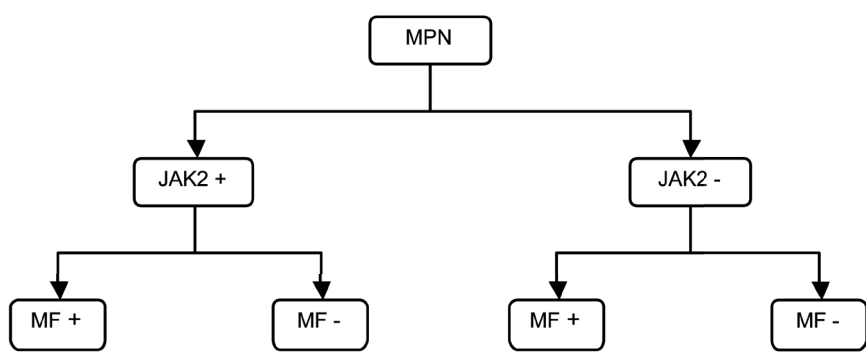 MPN
JAK2 +
JAK2 -
MF +
MF -
MF +
MF -